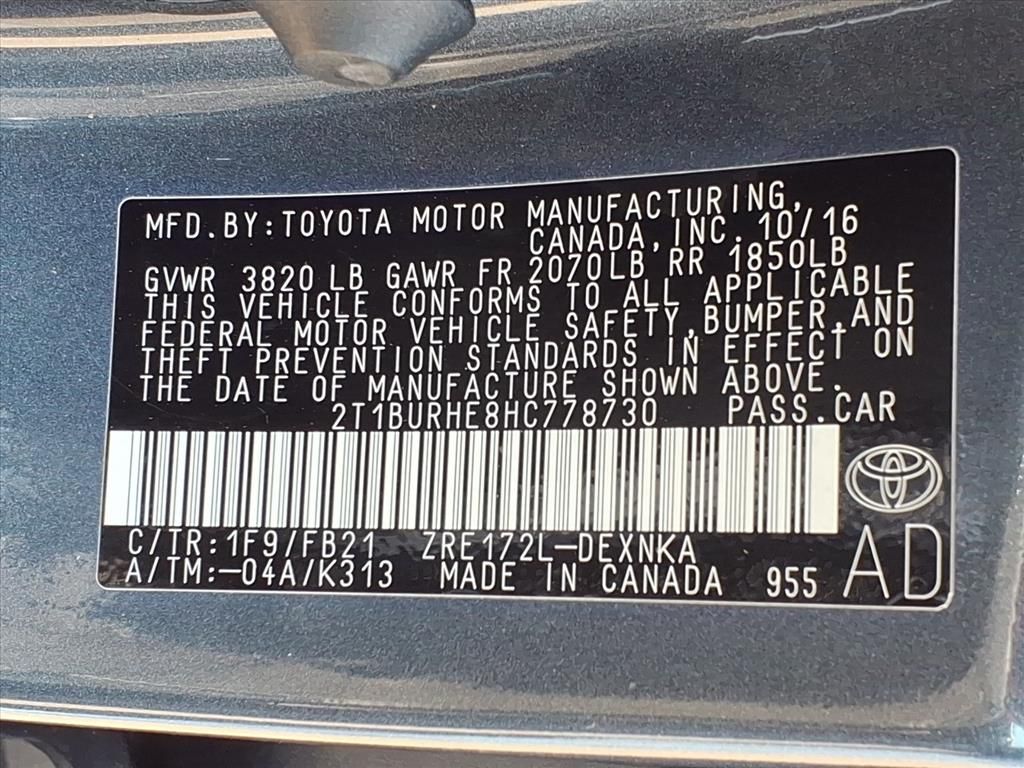 MFD.BY:TOYOTA MOTOR MANUFACTURING,
CANADA,INC. 10/16
GVWR 3820 LB GAWR FR 2070LB RR 1850LB
THIS VEHICLE CONFORMS TO ALL APPLICABLE
FEDERAL MOTOR VEHICLE SAFETY,BUMPER,AND
THEFT PREVENTION STANDARDS IN EFFECT ON
THE DATE OF MANUFACTURE SHOWN ABOVE.
2T1BURHE8HC778730 PASS.CAR
C/TR:1F9/FB21 ZRE172L-DEXNKA
A/TM:-04A/K313 MADE IN CANADA 955 AD